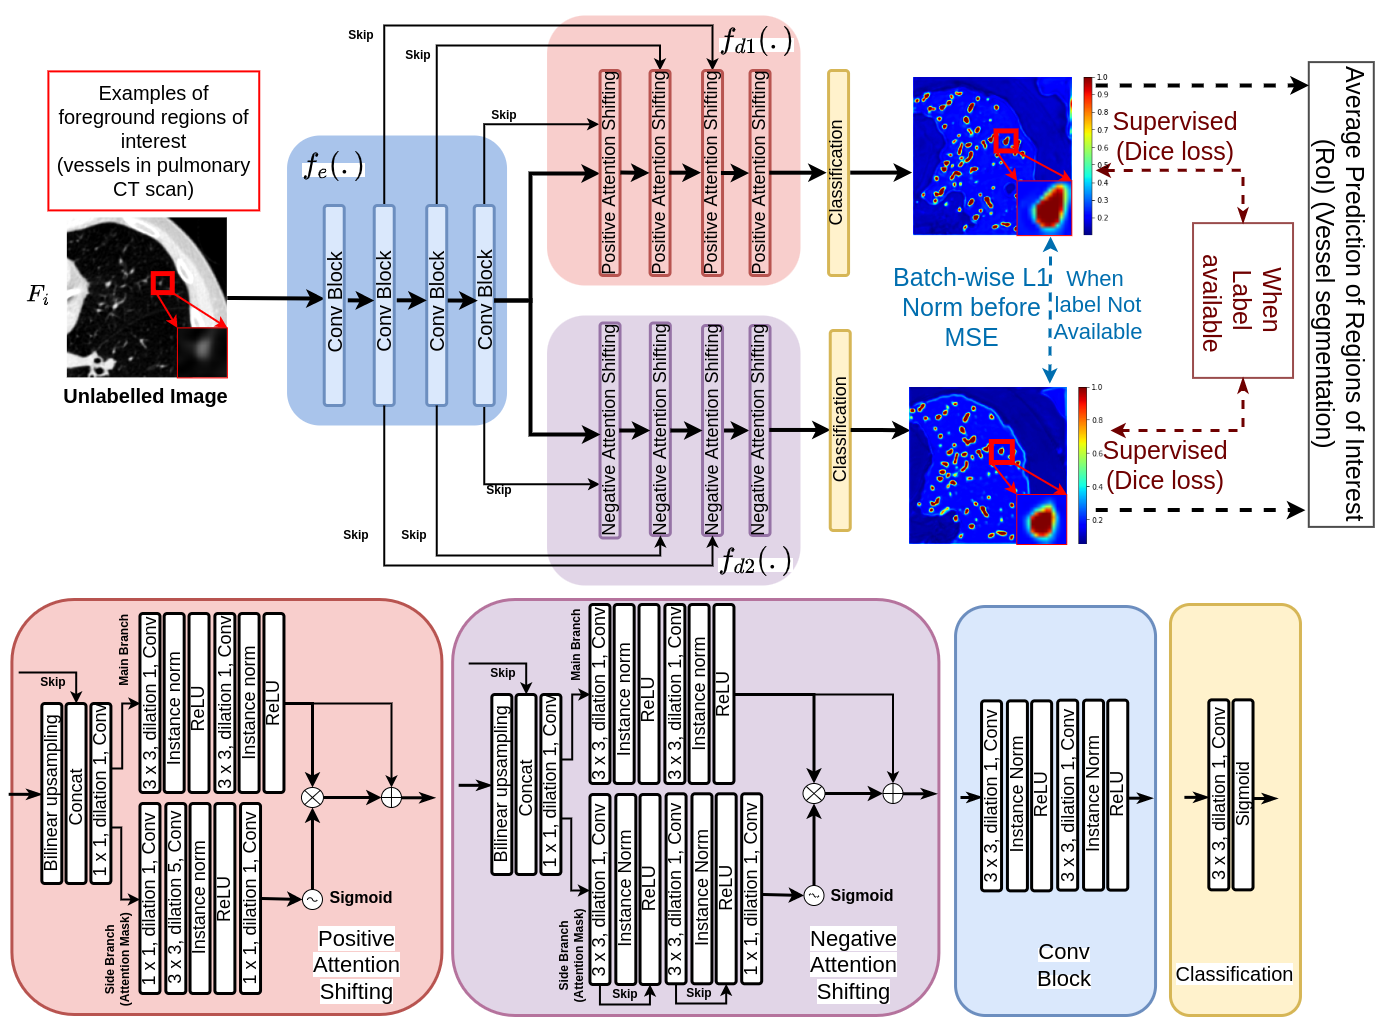 Examples of
foreground regions of
interest
(vessels in pulmonary
CT scan)
F_i
Unlabelled Image
f_e(.)
Conv Block
Conv Block
Conv Block
Conv Block
Skip
Skip
Skip
Skip
Skip
Skip
f_{d1}(.)
Positive Attention Shifting
Positive Attention Shifting
Positive Attention Shifting
Positive Attention Shifting
Classification
Negative Attention Shifting
Negative Attention Shifting
Negative Attention Shifting
Negative Attention Shifting
f_{d2}(.)
Classification
1.0
0.9
0.8
0.7
0.6
0.5
0.4
0.3
0.2
Supervised
(Dice loss)
Batch-wise L1
Norm before
MSE
When
label Not
Available
When
Label
available
1.0
0.8
0.6
0.4
0.2
Supervised
(Dice loss)
Average Prediction of Regions of Interest
(RoI) (Vessel segmentation)
Skip
Bilinear upsampling
Concat
1 x 1, dilation 1, Conv
Main Branch
3 x 3, dilation 1, Conv
Instance norm
ReLU
3 x 3, dilation 1, Conv
Instance norm
ReLU
Side Branch
(Attention Mask)
1 x 1, dilation 1, Conv
3 x 3, dilation 5, Conv
Instance norm
ReLU
1 x 1, dilation 1, Conv
Sigmoid
Positive
Attention
Shifting
Skip
Bilinear upsampling
Concat
1 x 1, dilation 1, Conv
Main Branch
3 x 3, dilation 1, Conv
Instance norm
ReLU
3 x 3, dilation 1, Conv
Instance norm
ReLU
Side Branch
(Attention Mask)
3 x 3, dilation 1, Conv
Instance Norm
ReLU
3 x 3, dilation 1, Conv
Instance Norm
ReLU
1 x 1, dilation 1, Conv
Skip
Skip
Sigmoid
Negative
Attention
Shifting
3 x 3, dilation 1, Conv
Instance Norm
ReLU
3 x 3, dilation 1, Conv
Instance Norm
ReLU
Conv
Block
3 x 3, dilation 1, Conv
Sigmoid
Classification